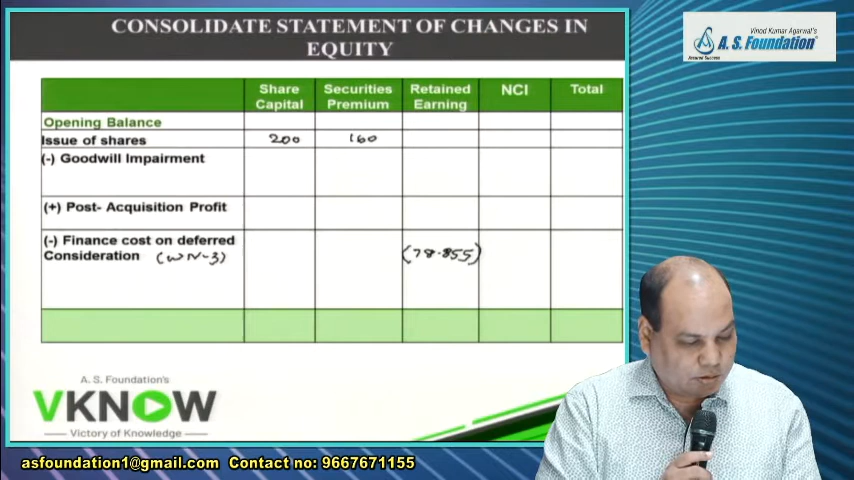 CONSOLIDATE STATEMENT OF CHANGES IN
EQUITY
Vinod Kumar Agarwal's
A. S. Foundation®
Assured Success
Share Capital Securities Premium Retained Earning NCI Total
Opening Balance
Issue of shares 200 160
(-) Goodwill Impairment
(+) Post- Acquisition Profit
(-) Finance cost on deferred
Consideration (WN-3) (78.855)
A. S. Foundation's
VKNOW
Victory of Knowledge
asfoundation1@gmail.com Contact no: 9667671155